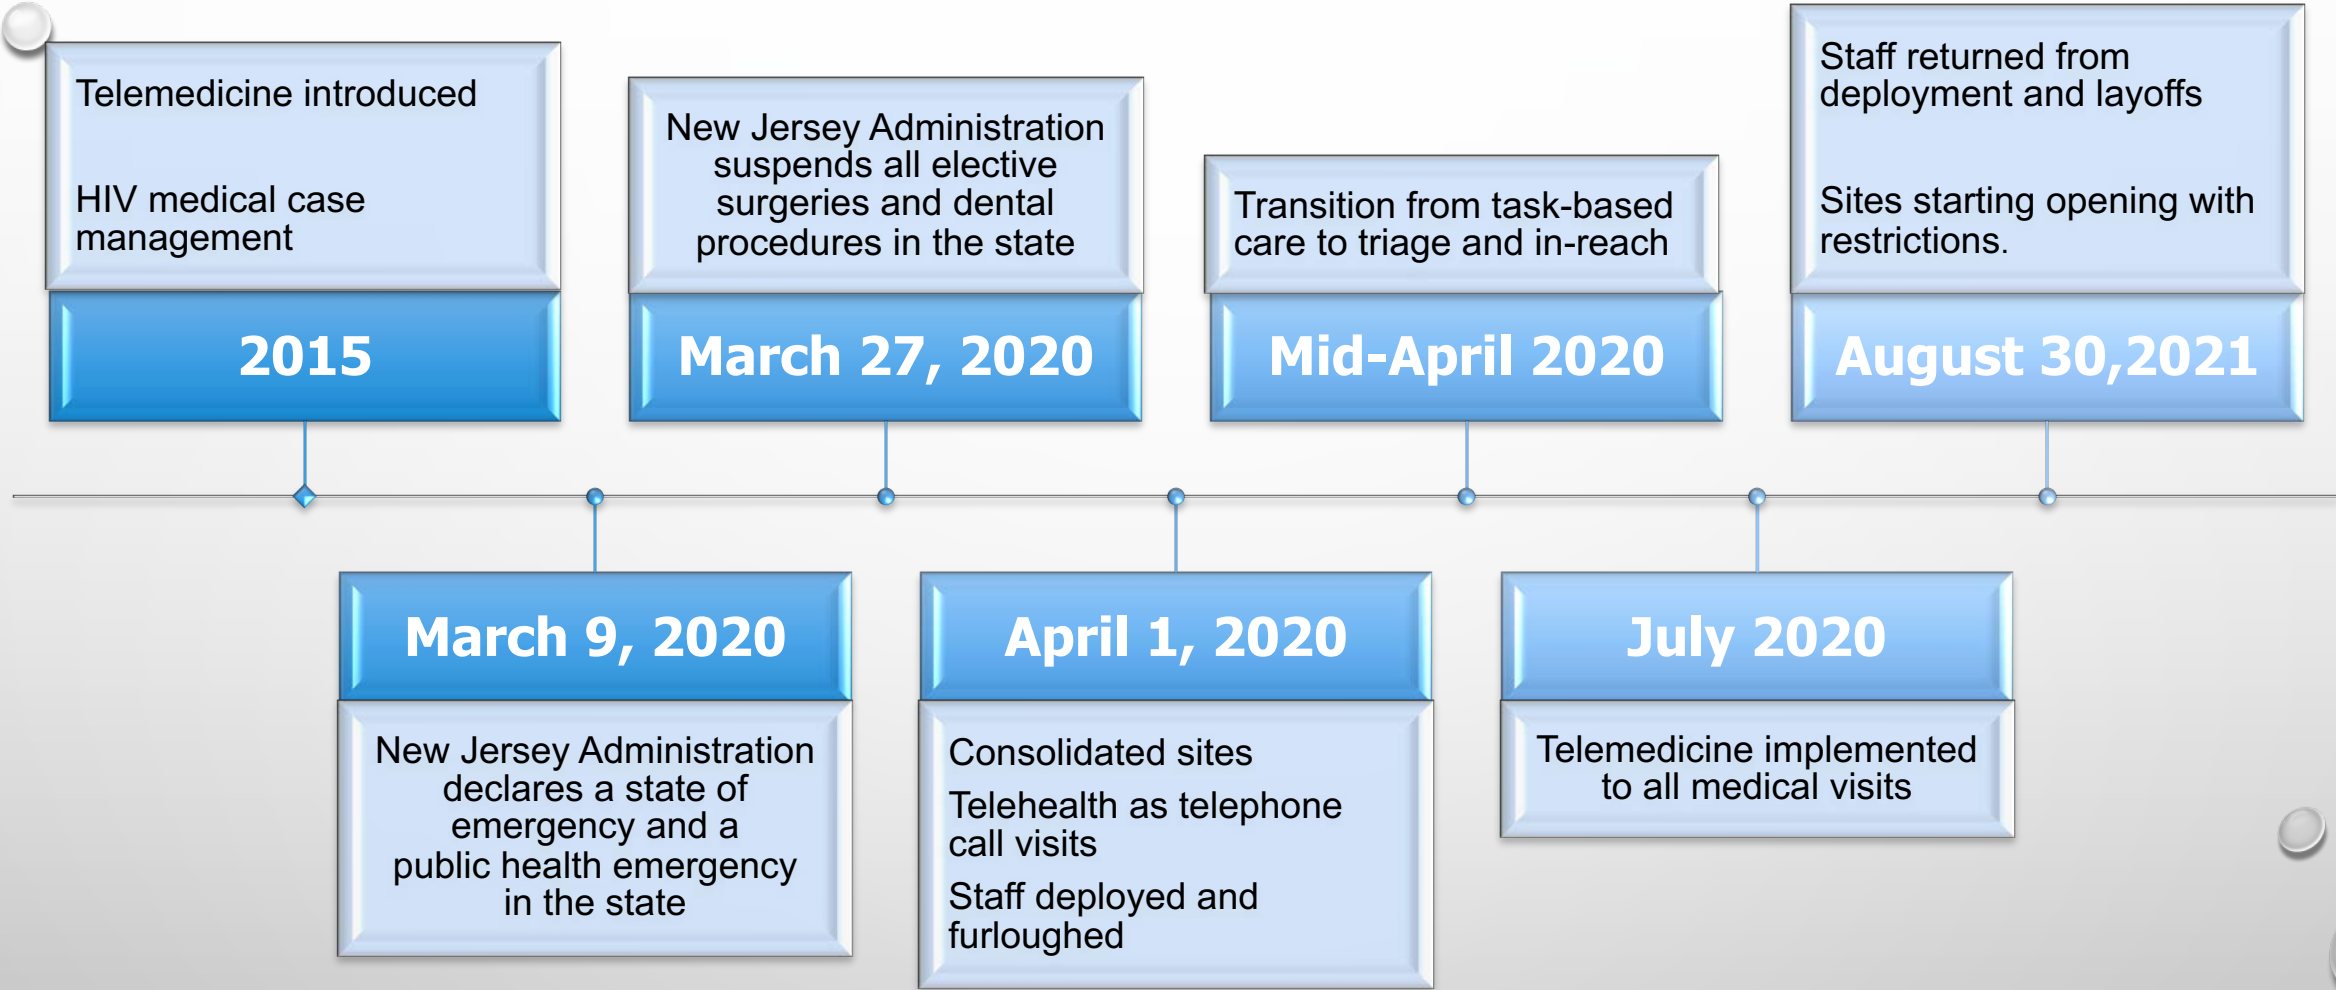 Telemedicine introduced
HIV medical case
management
2015
March 9, 2020
New Jersey Administration
declares a state of
emergency and a
public health emergency
in the state
New Jersey Administration
suspends all elective
surgeries and dental
procedures in the state
March 27, 2020
April 1, 2020
Consolidated sites
Telehealth as telephone
call visits
Staff deployed and
furloughed
Transition from task-based
care to triage and in-reach
Mid-April 2020
July 2020
Telemedicine implemented
to all medical visits
Staff returned from
deployment and layoffs
Sites starting opening with
restrictions.
August 30,2021